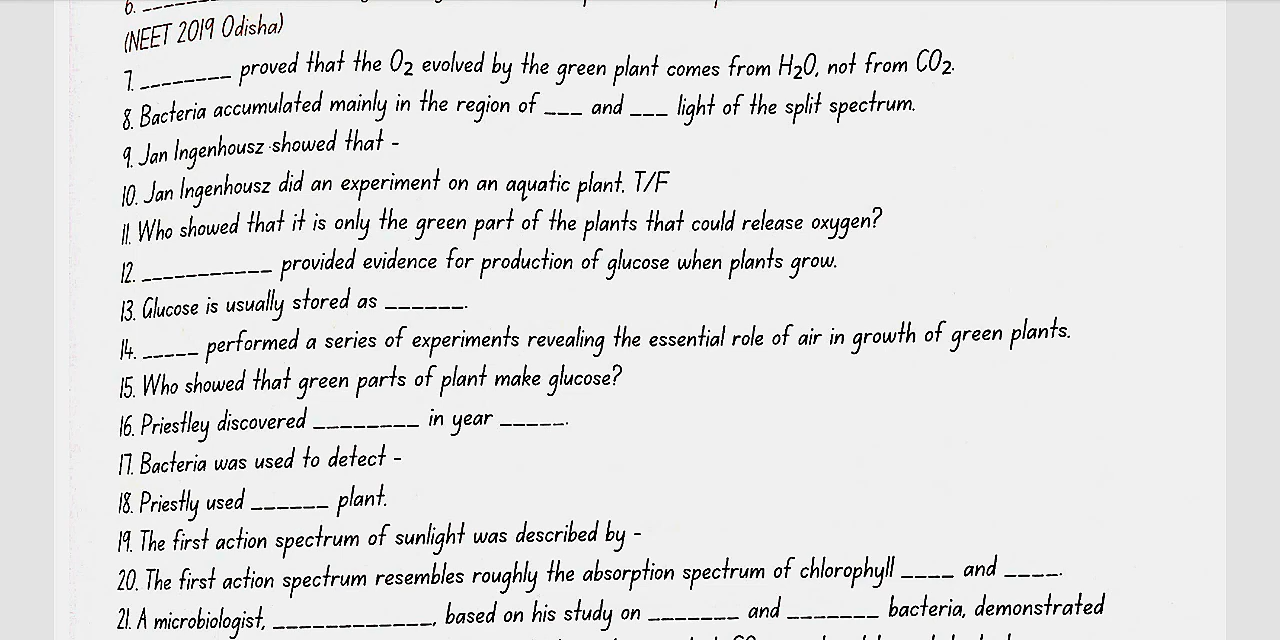 6. ________
(NEET 2019 Odisha)
7. ________ proved that the O2 evolved by the green plant comes from H2O, not from CO2.
8. Bacteria accumulated mainly in the region of ___ and ___ light of the split spectrum.
9. Jan Ingenhousz showed that -
10. Jan Ingenhousz did an experiment on an aquatic plant. T/F
11. Who showed that it is only the green part of the plants that could release oxygen?
12. ___________ provided evidence for production of glucose when plants grow.
13. Glucose is usually stored as ______.
14. _____ performed a series of experiments revealing the essential role of air in growth of green plants.
15. Who showed that green parts of plant make glucose?
16. Priestley discovered ________ in year _____.
17. Bacteria was used to detect -
18. Priestly used ______ plant.
19. The first action spectrum of sunlight was described by -
20. The first action spectrum resembles roughly the absorption spectrum of chlorophyll ____ and ____.
21. A microbiologist, _____________, based on his study on _______ and _______ bacteria, demonstrated